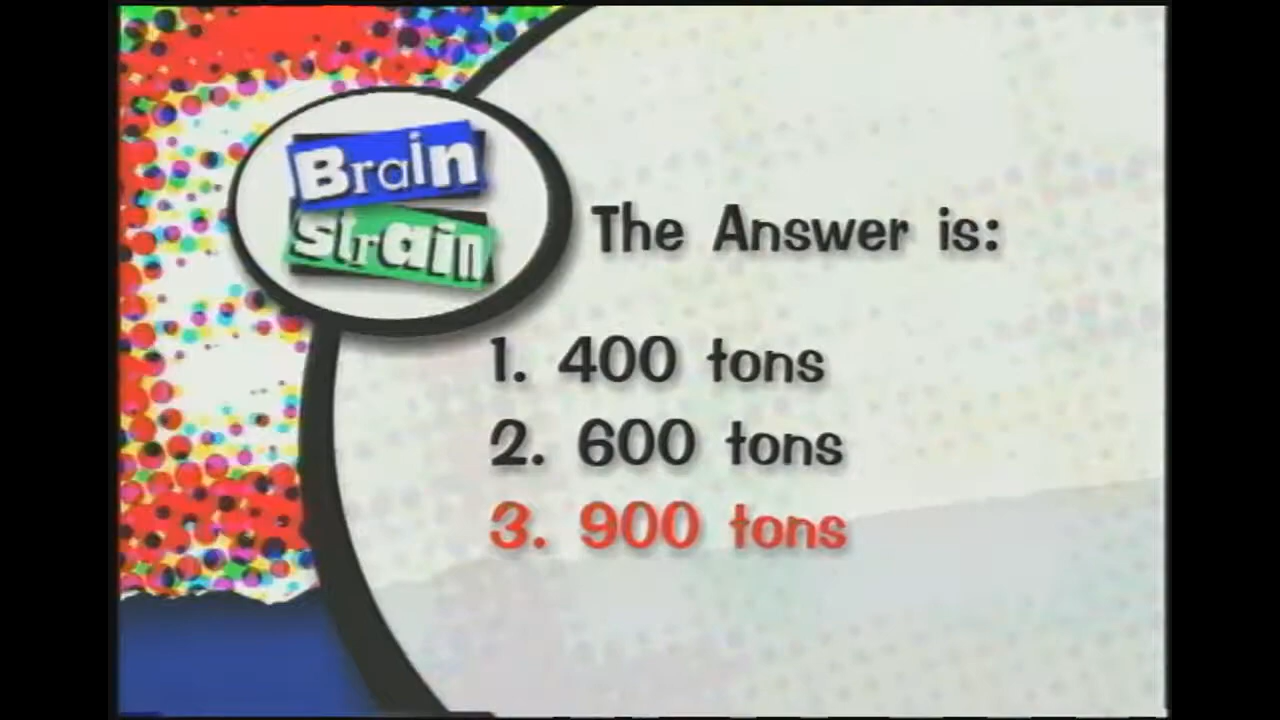 Brain
Strain
The Answer is:
1. 400 tons
2. 600 tons
3. 900 tons